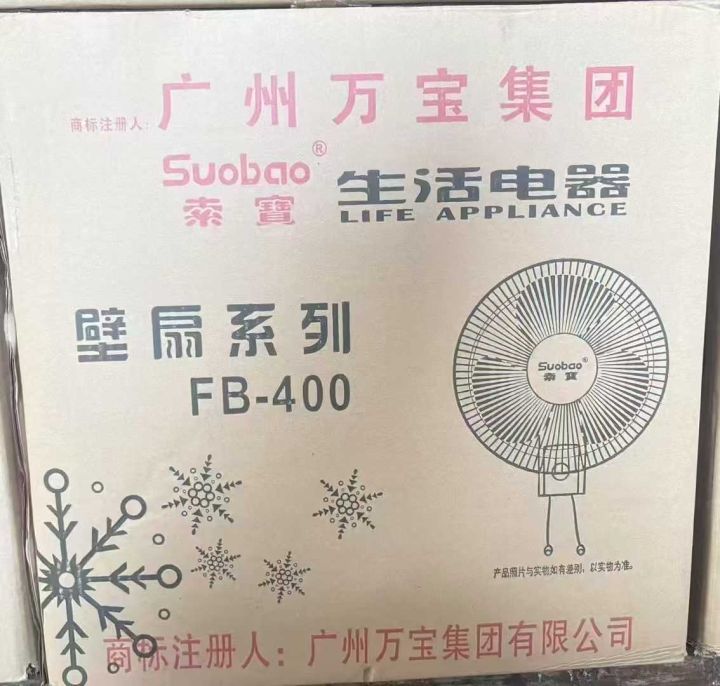 商标注册人: 广州万宝集团
Suobao®
索寶
生活电器
LIFE APPLIANCE
壁扇系列
FB-400
Suobao®
索寶
产品照片与实物如有差别,以实物为准。
商标注册人:广州万宝集团有限公司